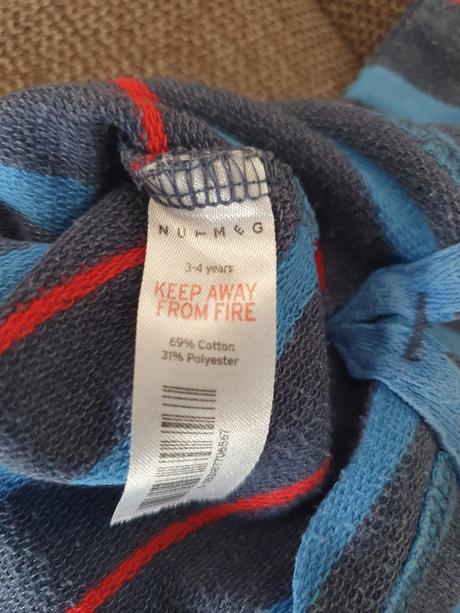 NUTMEG
3-4 years
KEEP AWAY
FROM FIRE
69% Cotton
31% Polyester